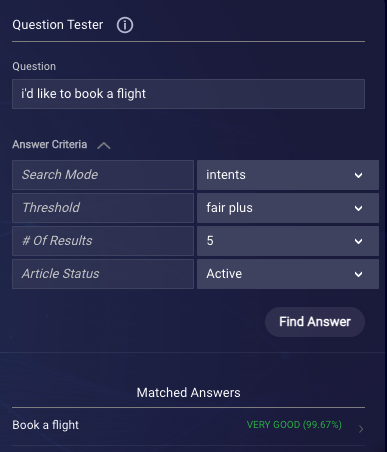 Question Tester
Question
i'd like to book a flight
Answer Criteria
Search Mode intents
Threshold fair plus
# Of Results 5
Article Status Active
Find Answer
Matched Answers
Book a flight VERY GOOD (99.67%)